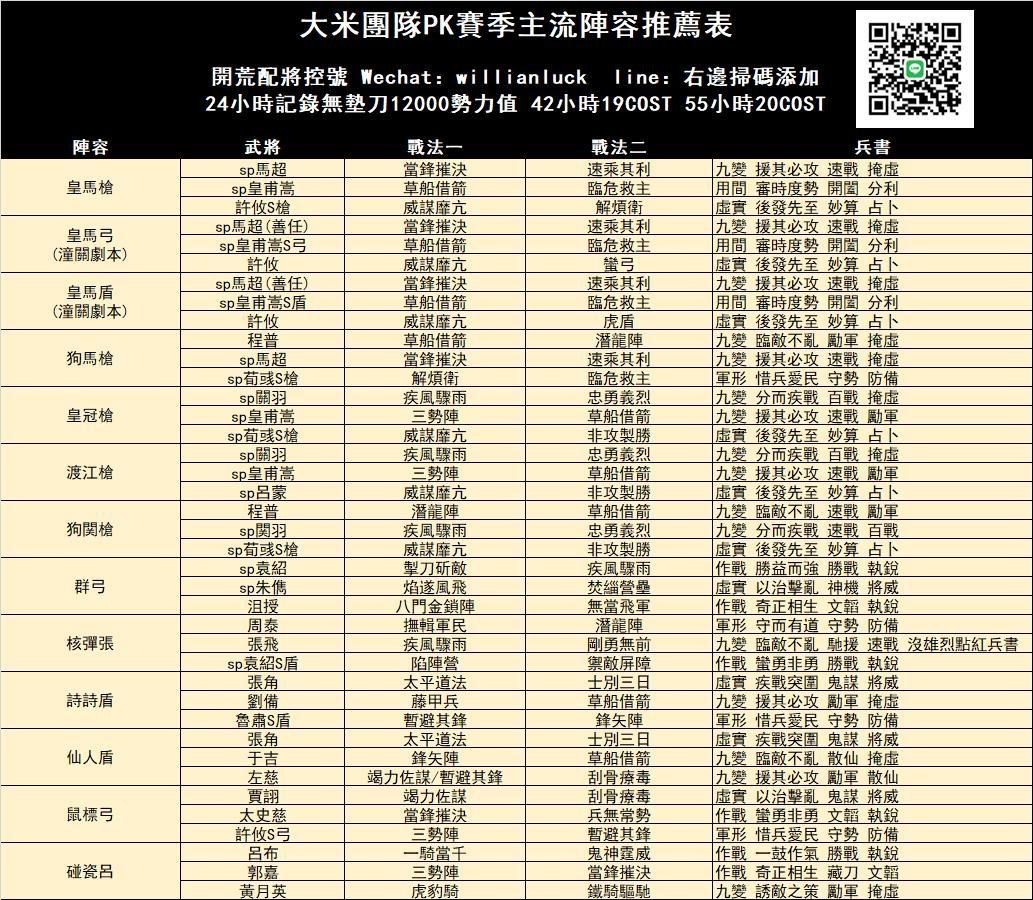 大米團隊PK賽季主流陣容推薦表
開荒配將控號 Wechat: willianluck line: 右邊掃碼添加
24小時記錄無墊刀12000勢力值 42小時19COST 55小時20COST
陣容 武將 戰法一 戰法二 兵書
皇馬槍
sp馬超 當鋒摧決 速乘其利 九變 援其必攻 速戰 掩虛
sp皇甫嵩 草船借箭 臨危救主 用間 審時度勢 開闔 分利
許攸S槍 威謀靡亢 解煩衛 虛實 後發先至 妙算 占卜
皇馬弓
(潼關劇本)
sp馬超(善任) 當鋒摧決 速乘其利 九變 援其必攻 速戰 掩虛
sp皇甫嵩S弓 草船借箭 臨危救主 用間 審時度勢 開闔 分利
許攸 威謀靡亢 蠻弓 虛實 後發先至 妙算 占卜
皇馬盾
(潼關劇本)
sp馬超(善任) 當鋒摧決 速乘其利 九變 援其必攻 速戰 掩虛
sp皇甫嵩S盾 草船借箭 臨危救主 用間 審時度勢 開闔 分利
許攸 威謀靡亢 虎盾 虛實 後發先至 妙算 占卜
狗馬槍
程普 草船借箭 潛龍陣 九變 臨敵不亂 勵軍 掩虛
sp馬超 當鋒摧決 速乘其利 九變 援其必攻 速戰 掩虛
sp荀彧S槍 解煩衛 臨危救主 軍形 惜兵愛民 守勢 防備
皇冠槍
sp關羽 疾風驟雨 忠勇義烈 九變 分而疾戰 百戰 掩虛
sp皇甫嵩 三勢陣 草船借箭 九變 援其必攻 速戰 勵軍
sp荀彧S槍 威謀靡亢 非攻製勝 虛實 後發先至 妙算 占卜
渡江槍
sp關羽 疾風驟雨 忠勇義烈 九變 分而疾戰 百戰 掩虛
sp皇甫嵩 三勢陣 草船借箭 九變 援其必攻 速戰 勵軍
sp呂蒙 威謀靡亢 非攻製勝 虛實 後發先至 妙算 占卜
狗関槍
程普 潛龍陣 草船借箭 九變 臨敵不亂 速戰 勵軍
sp関羽 疾風驟雨 忠勇義烈 九變 分而疾戰 速戰 百戰
sp荀彧S槍 威謀靡亢 非攻製勝 虛實 後發先至 妙算 占卜
群弓
sp袁紹 掣刀斫敵 疾風驟雨 作戰 勝益而強 勝戰 執銳
sp朱儁 焰遂風飛 焚緇營壘 虛實 以治擊亂 神機 將威
沮授 八門金鎖陣 無當飛軍 作戰 奇正相生 文韜 執銳
核彈張
周泰 撫輯軍民 潛龍陣 軍形 守而有道 守勢 防備
張飛 疾風驟雨 剛勇無前 九變 臨敵不亂 馳援 速戰 沒雄烈點紅兵書
sp袁紹S盾 陷陣營 禦敵屏障 作戰 蠻勇非勇 勝戰 執銳
詩詩盾
張角 太平道法 士別三日 虛實 疾戰突圍 鬼謀 將威
劉備 藤甲兵 草船借箭 九變 援其必攻 勵軍 掩虛
魯肅S盾 暫避其鋒 鋒矢陣 軍形 惜兵愛民 守勢 防備
仙人盾
張角 太平道法 士別三日 虛實 疾戰突圍 鬼謀 將威
于吉 鋒矢陣 草船借箭 九變 臨敵不亂 散仙 掩虛
左慈 竭力佐謀/暫避其鋒 刮骨療毒 九變 援其必攻 勵軍 散仙
鼠標弓
賈詡 竭力佐謀 刮骨療毒 虛實 以治擊亂 鬼謀 將威
太史慈 當鋒摧決 兵無常勢 作戰 蠻勇非勇 文韜 執銳
許攸S弓 三勢陣 暫避其鋒 軍形 惜兵愛民 守勢 防備
碰瓷呂
呂布 一騎當千 鬼神霆威 作戰 一鼓作氣 勝戰 執銳
郭嘉 三勢陣 當鋒摧決 作戰 奇正相生 藏刀 文韜
黃月英 虎豹騎 鐵騎驅馳 九變 誘敵之策 勵軍 掩虛